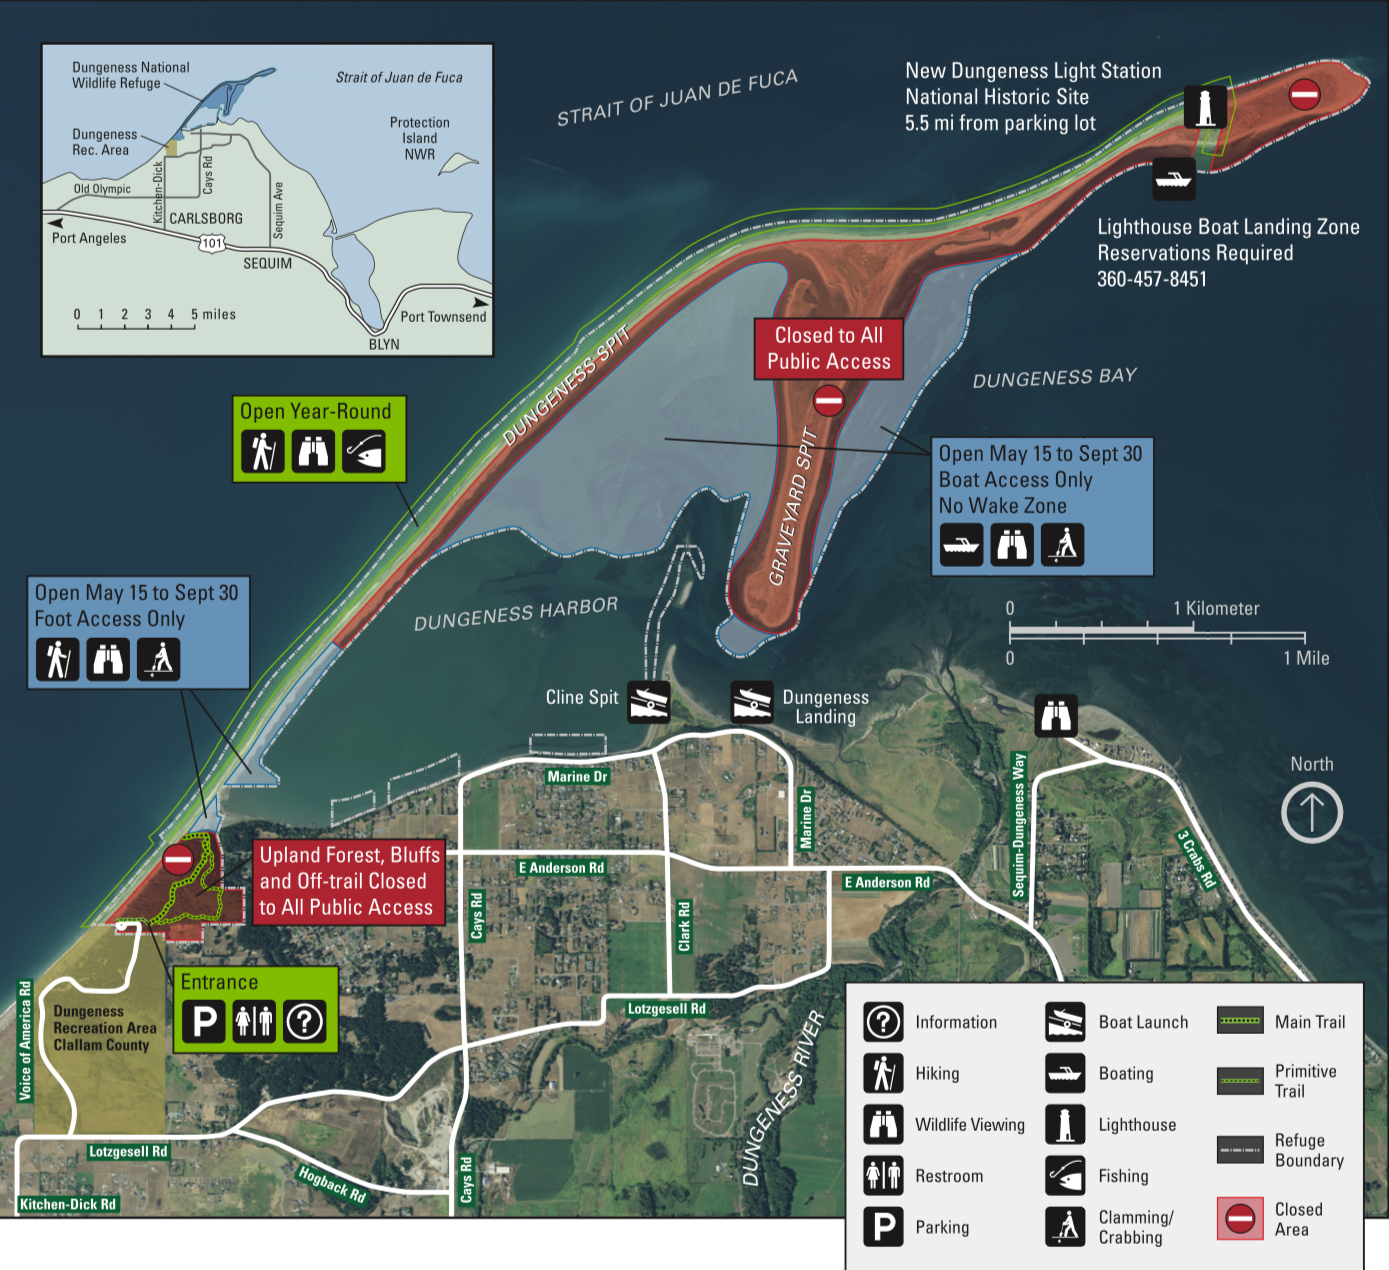 Dungeness National
Wildlife Refuge
Strait of Juan de Fuca
Protection
Island
NWR
Dungeness
Rec. Area
Old Olympic
Kitchen-Dick
Cays Rd
Sequim Ave
CARLSBORG
Port Angeles
101
SEQUIM
0 1 2 3 4 5 miles
Port Townsend
BLYN
STRAIT OF JUAN DE FUCA
New Dungeness Light Station
National Historic Site
5.5 mi from parking lot
Lighthouse Boat Landing Zone
Reservations Required
360-457-8451
Closed to All
Public Access
DUNGENESS SPIT
DUNGENESS BAY
Open Year-Round
GRAVEYARD SPIT
Open May 15 to Sept 30
Boat Access Only
No Wake Zone
Open May 15 to Sept 30
Foot Access Only
DUNGENESS HARBOR
0 1 Kilometer
0 1 Mile
Cline Spit
Dungeness
Landing
North
Marine Dr
Marine Dr
Sequim-Dungeness Way
3 Crabs Rd
Upland Forest, Bluffs
and Off-trail Closed
to All Public Access
E Anderson Rd
E Anderson Rd
Cays Rd
Clark Rd
Entrance
P
?
Lotzgesell Rd
Voice of America Rd
Dungeness
Recreation Area
Clallam County
DUNGENESS RIVER
Lotzgesell Rd
Hogback Rd
Cays Rd
Kitchen-Dick Rd
? Information
Hiking
Wildlife Viewing
Restroom
P Parking
Boat Launch
Boating
Lighthouse
Fishing
Clamming/
Crabbing
Main Trail
Primitive
Trail
Refuge
Boundary
Closed
Area